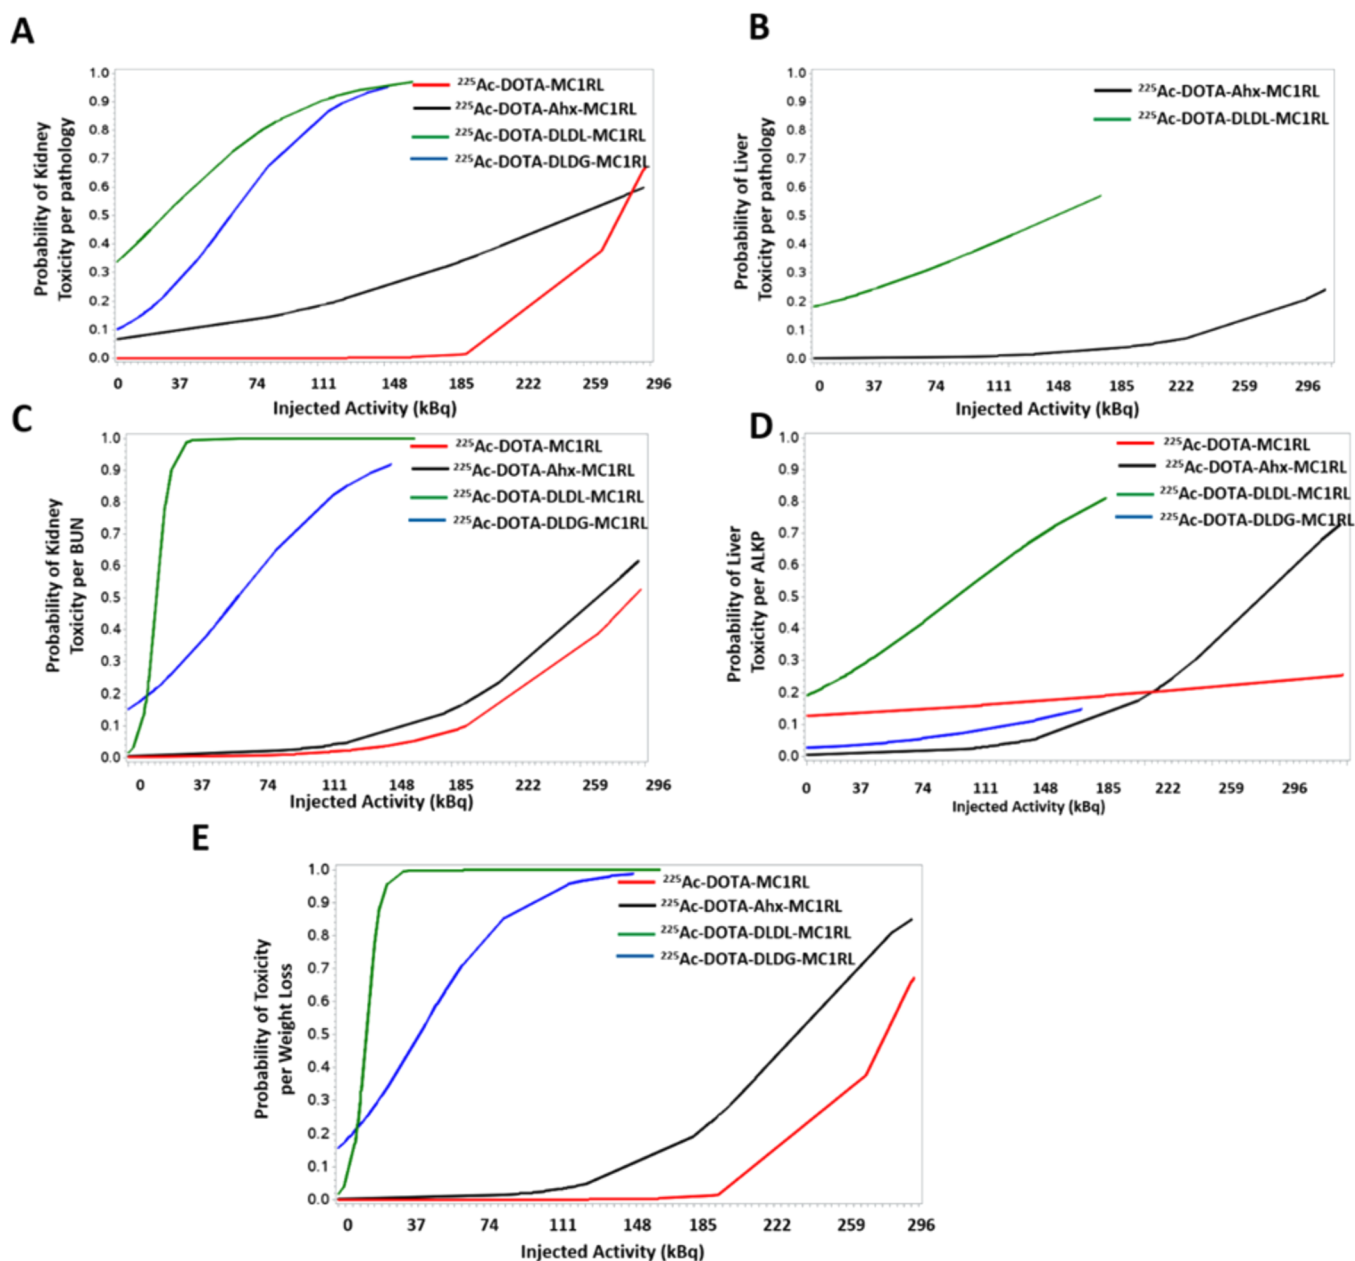 A
Probability of Kidney
Toxicity per pathology
1.0
0.9
0.8
0.7
0.6
0.5
0.4
0.3
0.2
0.1
0.0
²²⁵Ac-DOTA-MC1RL
²²⁵Ac-DOTA-Ahx-MC1RL
²²⁵Ac-DOTA-DLDL-MC1RL
²²⁵Ac-DOTA-DLDG-MC1RL
0 37 74 111 148 185 222 259 296
Injected Activity (kBq)
B
Probability of Liver
Toxicity per pathology
1.0
0.9
0.8
0.7
0.6
0.5
0.4
0.3
0.2
0.1
0.0
²²⁵Ac-DOTA-Ahx-MC1RL
²²⁵Ac-DOTA-DLDL-MC1RL
0 37 74 111 185 222 259 296
Injected Activity (kBq)
C
Probability of Kidney
Toxicity per BUN
1.0
0.9
0.8
0.7
0.6
0.5
0.4
0.3
0.2
0.1
0.0
²²⁵Ac-DOTA-MC1RL
²²⁵Ac-DOTA-Ahx-MC1RL
²²⁵Ac-DOTA-DLDL-MC1RL
²²⁵Ac-DOTA-DLDG-MC1RL
0 37 74 111 148 185 222 259 296
Injected Activity (kBq)
D
Probability of Liver
Toxicity per ALKP
1.0
0.9
0.8
0.7
0.6
0.5
0.4
0.3
0.2
0.1
0.0
²²⁵Ac-DOTA-MC1RL
²²⁵Ac-DOTA-Ahx-MC1RL
²²⁵Ac-DOTA-DLDL-MC1RL
²²⁵Ac-DOTA-DLDG-MC1RL
0 37 74 111 148 185 222 259 296
Injected Activity (kBq)
E
Probability of Toxicity
per Weight Loss
1.0
0.9
0.8
0.7
0.6
0.5
0.4
0.3
0.2
0.1
0.0
²²⁵Ac-DOTA-MC1RL
²²⁵Ac-DOTA-Ahx-MC1RL
²²⁵Ac-DOTA-DLDL-MC1RL
²²⁵Ac-DOTA-DLDG-MC1RL
0 37 74 111 148 185 222 259 296
Injected Activity (kBq)